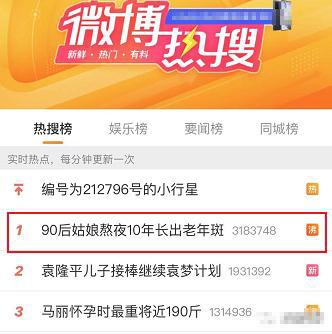 微博
热搜
新鲜·热门·有料
热搜榜 娱乐榜 要闻榜 同城榜
实时热点，每分钟更新一次
编号为212796号的小行星 热
1 90后姑娘熬夜10年长出老年斑 3183748 沸
2 袁隆平儿子接棒继续袁梦计划 1931392 新
3 马丽怀孕时最重将近190斤 1314936